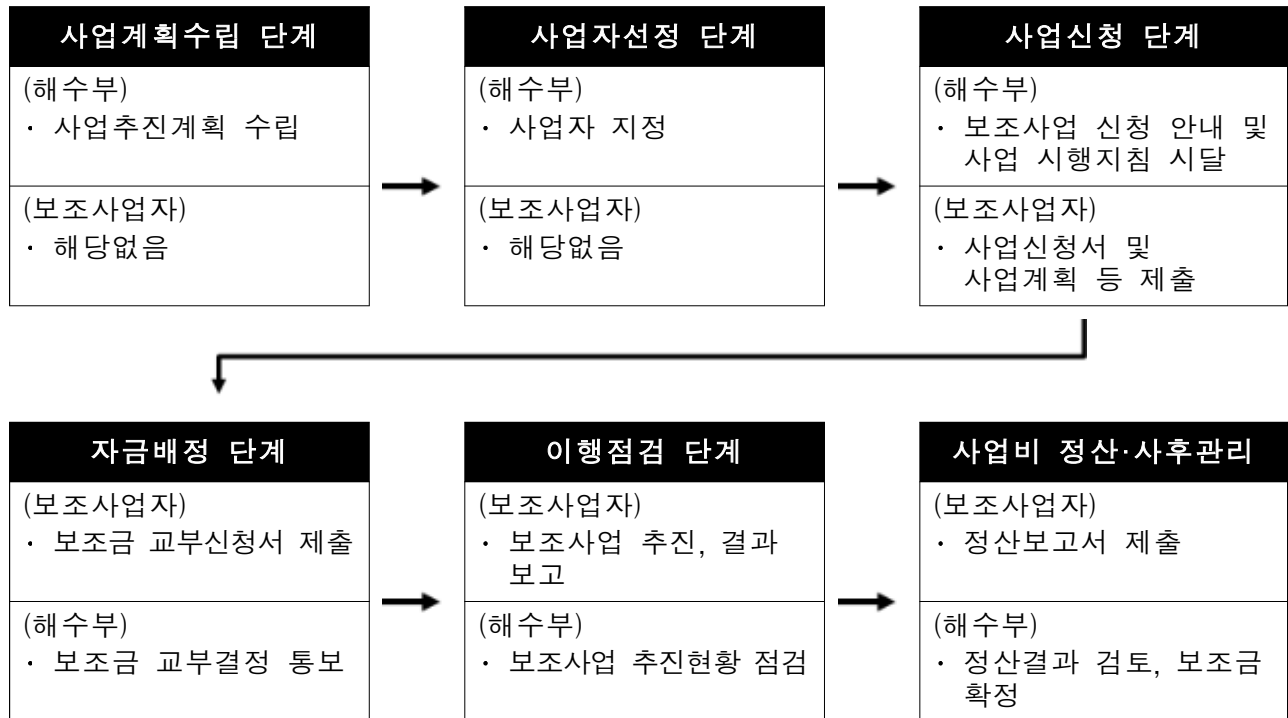 사업계획수립 단계
(해수부)
· 사업추진계획 수립
(보조사업자)
· 해당없음
사업자선정 단계
(해수부)
· 사업자 지정
(보조사업자)
· 해당없음
사업신청 단계
(해수부)
· 보조사업 신청 안내 및
사업 시행지침 시달
(보조사업자)
· 사업신청서 및
사업계획 등 제출
자금배정 단계
(보조사업자)
· 보조금 교부신청서 제출
(해수부)
· 보조금 교부결정 통보
이행점검 단계
(보조사업자)
· 보조사업 추진, 결과
보고
(해수부)
· 보조사업 추진현황 점검
사업비 정산·사후관리
(보조사업자)
· 정산보고서 제출
(해수부)
· 정산결과 검토, 보조금
확정